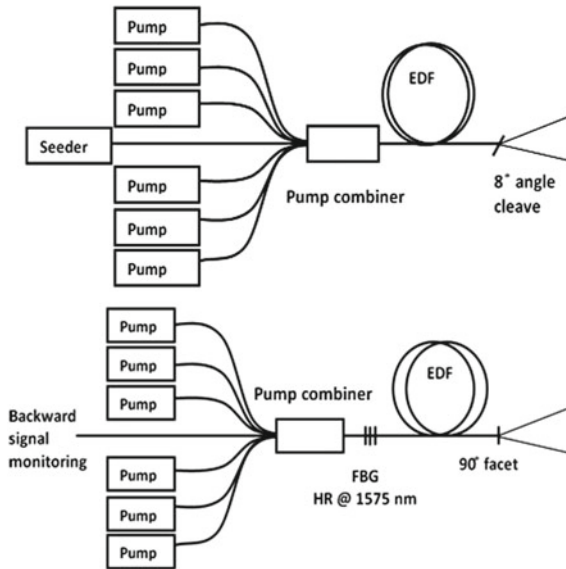 Pump
Pump
EDF
Pump
Seeder
Pump
Pump combiner
8° angle
cleave
Pump
Pump
Pump
Pump
Pump combiner
EDF
Pump
Backward
signal
monitoring
Pump
FBG
HR @ 1575 nm
90° facet
Pump
Pump